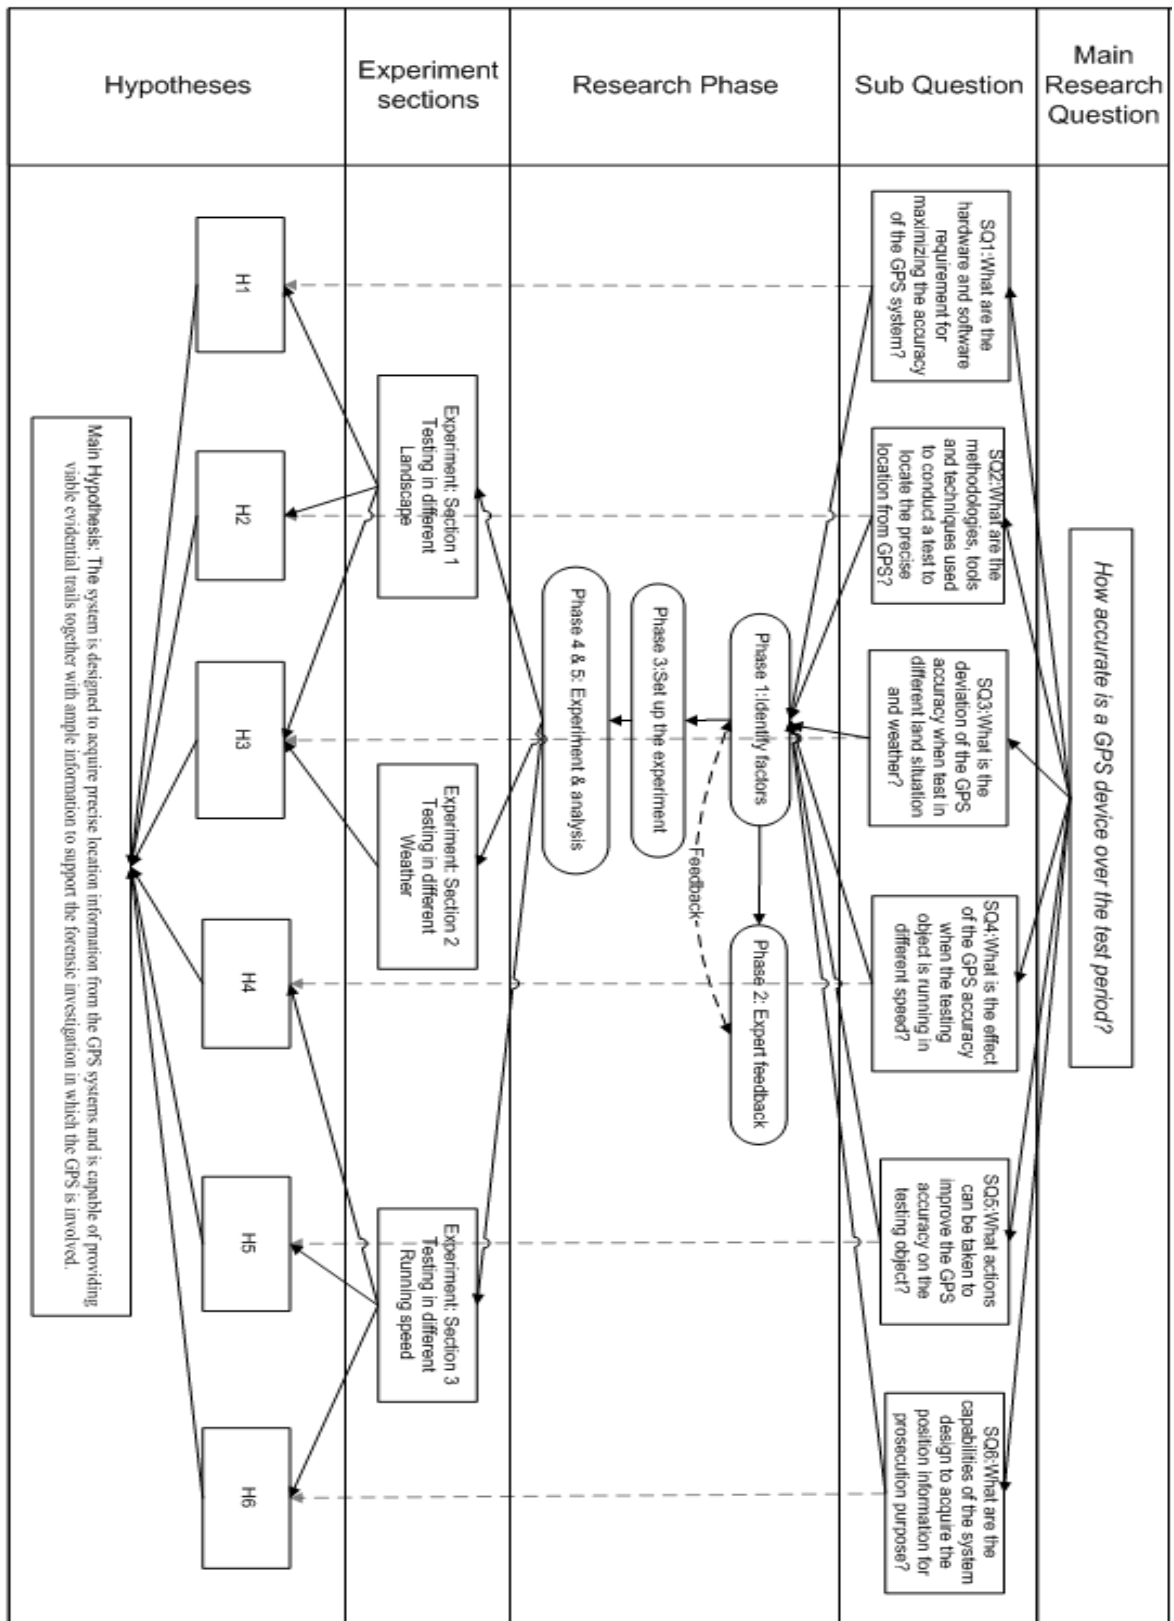 Main
Research
Question
How accurate is a GPS device over the test period?
Sub Question
SQ1:What are the
hardware and software
requirement for
maximizing the accuracy
of the GPS system?
SQ2:What are the
methodologies, tools
and techniques used
to conduct a test to
locate the precise
location from GPS?
SQ3:What is the
deviation of the GPS
accuracy when test in
different land situation
and weather?
SQ4:What is the effect
of the GPS accuracy
when the testing
object is running in
different speed?
SQ5:What actions
can be taken to
improve the GPS
accuracy on the
testing object?
SQ6:What are the
capabilities of the system
design to acquire the
position information for
prosecution purpose?
Research Phase
Phase 1:Identify factors
Phase 2: Expert feedback
Feedback
Phase 3:Set up the experiment
Phase 4 & 5: Experiment & analysis
Experiment
sections
Experiment: Section 1
Testing in different
Landscape
Experiment: Section 2
Testing in different
Weather
Experiment: Section 3
Testing in different
Running speed
Hypotheses
H1
H2
H3
H4
H5
H6
Main Hypothesis: The system is designed to acquire precise location information from the GPS systems and is capable of providing
viable evidential trails together with ample information to support the forensic investigation in which the GPS is involved.